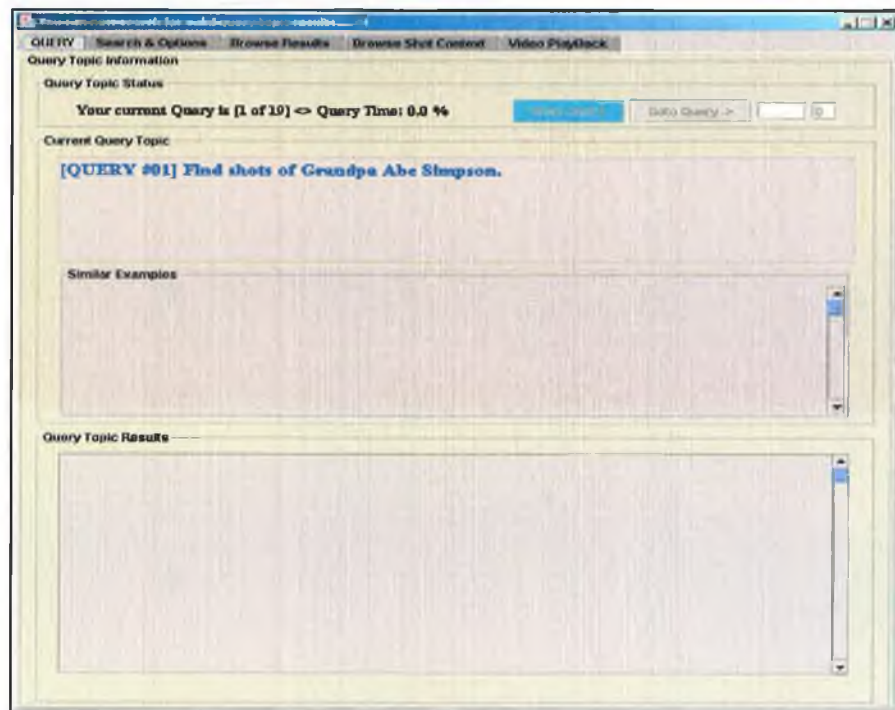 QUERY Search & Options Browse Results Browse Shot Context Video PlayBack
Query Topic Information
Query Topic Status
Your current Query is [1 of 19] <> Query Time: 0.0 %
Goto Query -> 0
Current Query Topic
[QUERY #01] Find shots of Grandpa Abe Simpson.
Similar Examples
Query Topic Results